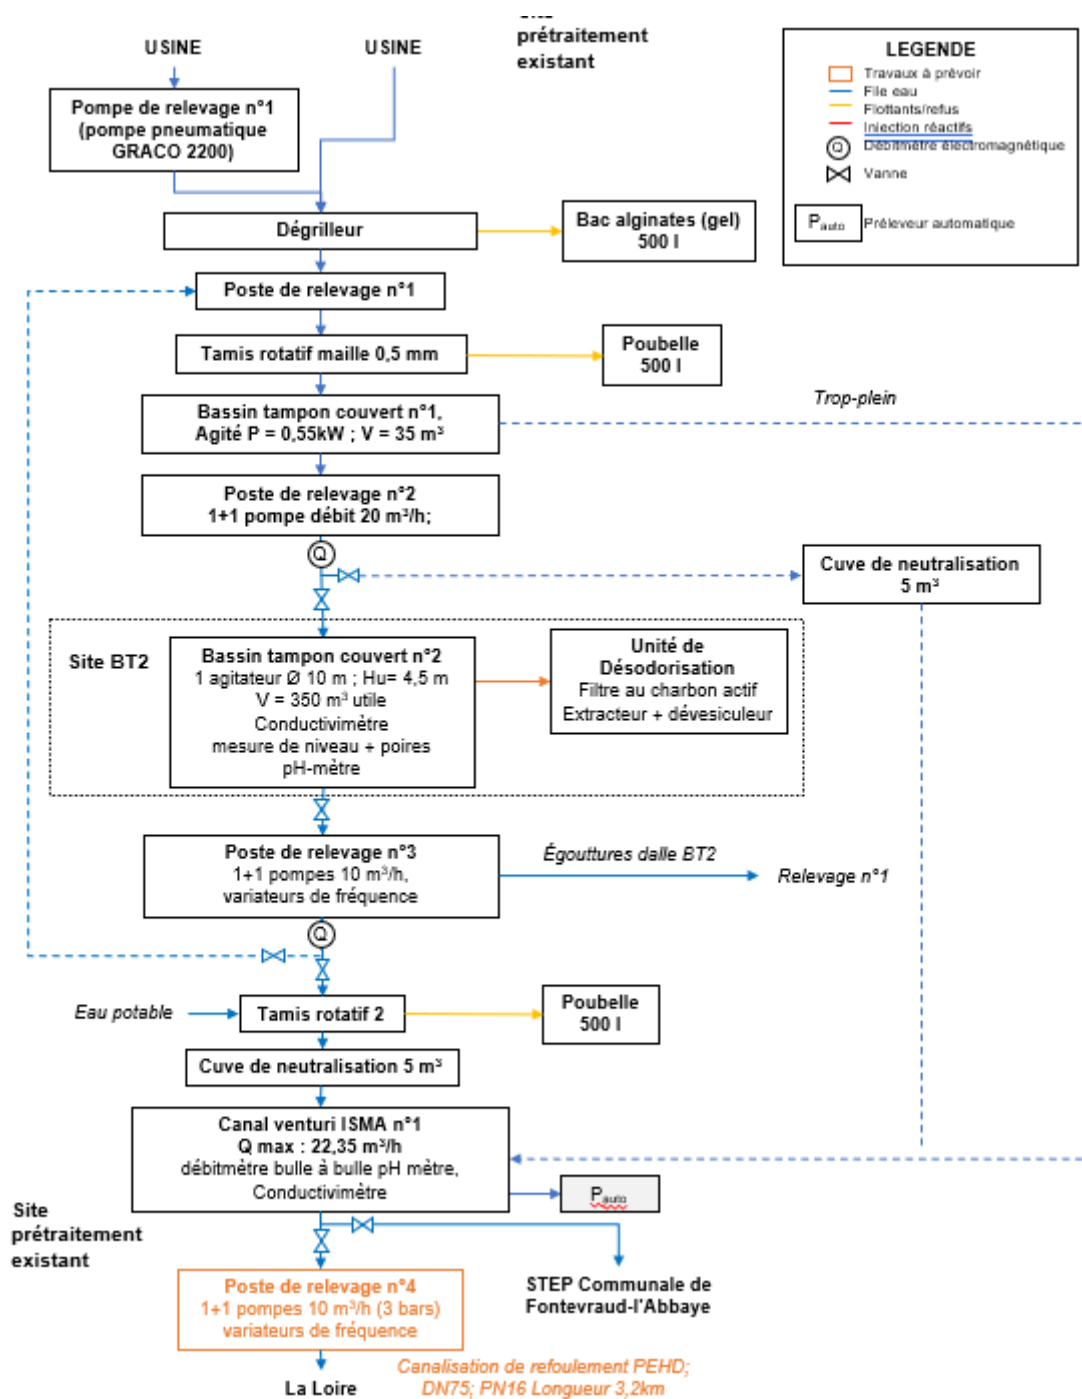 USINE
USINE
prétraitement
existant
LEGENDE
Travaux à prévoir
File eau
Flottants/refus
Injection réactifs
Q Débitmètre électromagnétique
Vanne
Pauto Préleveur automatique
Pompe de relevage n°1
(pompe pneumatique
GRACO 2200)
Dégrilleur
Bac alginates (gel)
500 l
Poste de relevage n°1
Tamis rotatif maille 0,5 mm
Poubelle
500 l
Bassin tampon couvert n°1,
Agité P = 0,55kW ; V = 35 m³
Trop-plein
Poste de relevage n°2
1+1 pompe débit 20 m³/h;
Q
Cuve de neutralisation
5 m³
Site BT2
Bassin tampon couvert n°2
1 agitateur Ø 10 m ; Hu= 4,5 m
V = 350 m³ utile
Conductivimètre
mesure de niveau + poires
pH-mètre
Unité de
Désodorisation
Filtre au charbon actif
Extracteur + dévesiculeur
Poste de relevage n°3
1+1 pompes 10 m³/h,
variateurs de fréquence
Égouttures dalle BT2
Relevage n°1
Q
Eau potable
Tamis rotatif 2
Poubelle
500 l
Cuve de neutralisation 5 m³
Canal venturi ISMA n°1
Q max : 22,35 m³/h
débitmètre bulle à bulle pH mètre,
Conductivimètre
Pauto
Site
prétraitement
existant
Poste de relevage n°4
1+1 pompes 10 m³/h (3 bars)
variateurs de fréquence
STEP Communale de
Fontevraud-l'Abbaye
La Loire
Canalisation de refoulement PEHD;
DN75; PN16 Longueur 3,2km